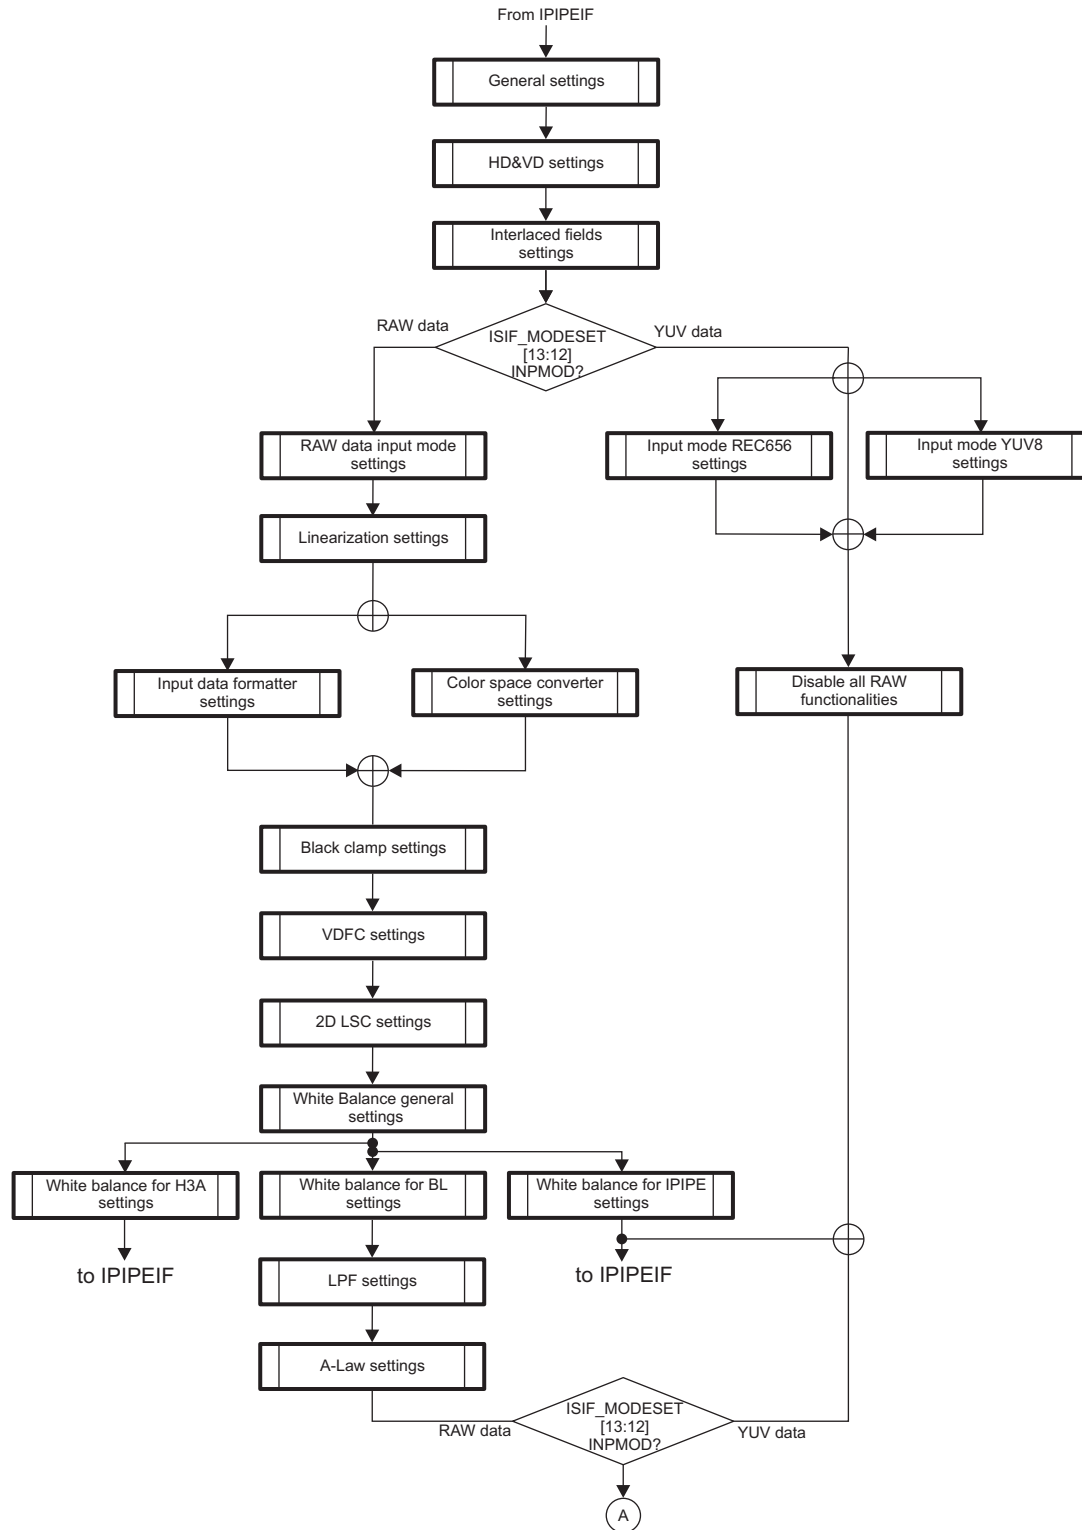 From IPIPEIF
General settings
HD&VD settings
Interlaced fields
settings
RAW data
ISIF_MODESET
[13:12]
INPMOD?
YUV data
RAW data input mode
settings
Input mode REC656
settings
Input mode YUV8
settings
Linearization settings
Input data formatter
settings
Color space converter
settings
Disable all RAW
functionalities
Black clamp settings
VDFC settings
2D LSC settings
White Balance general
settings
White balance for H3A
settings
White balance for BL
settings
White balance for IPIPE
settings
to IPIPEIF
to IPIPEIF
LPF settings
A-Law settings
RAW data
ISIF_MODESET
[13:12]
INPMOD?
YUV data
A